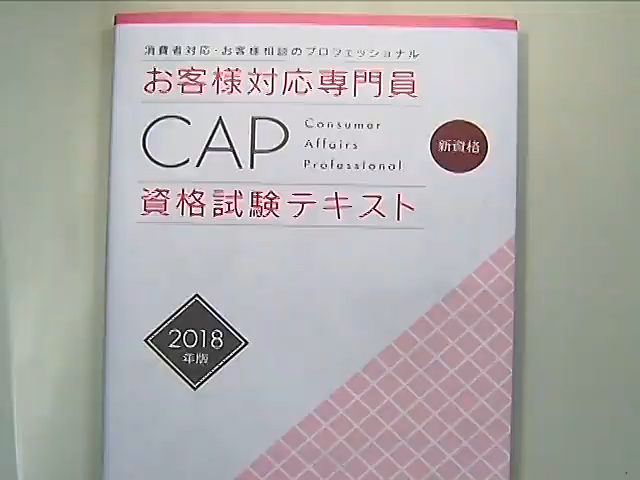 消費者対応・お客様相談のプロフェッショナル
お客様対応専門員
CAP
Consumer
Affairs
Professional
新資格
資格試験テキスト
2018
年版